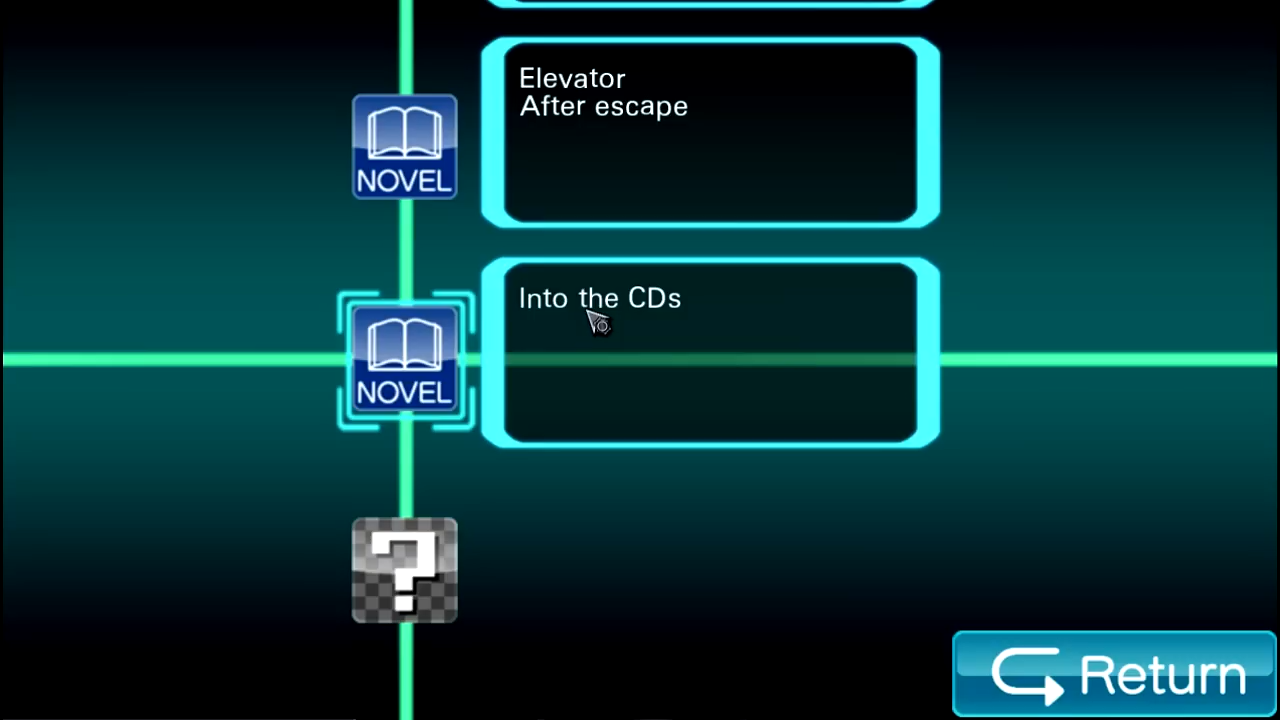 Elevator
After escape
NOVEL
Into the CDs
NOVEL
?
Return